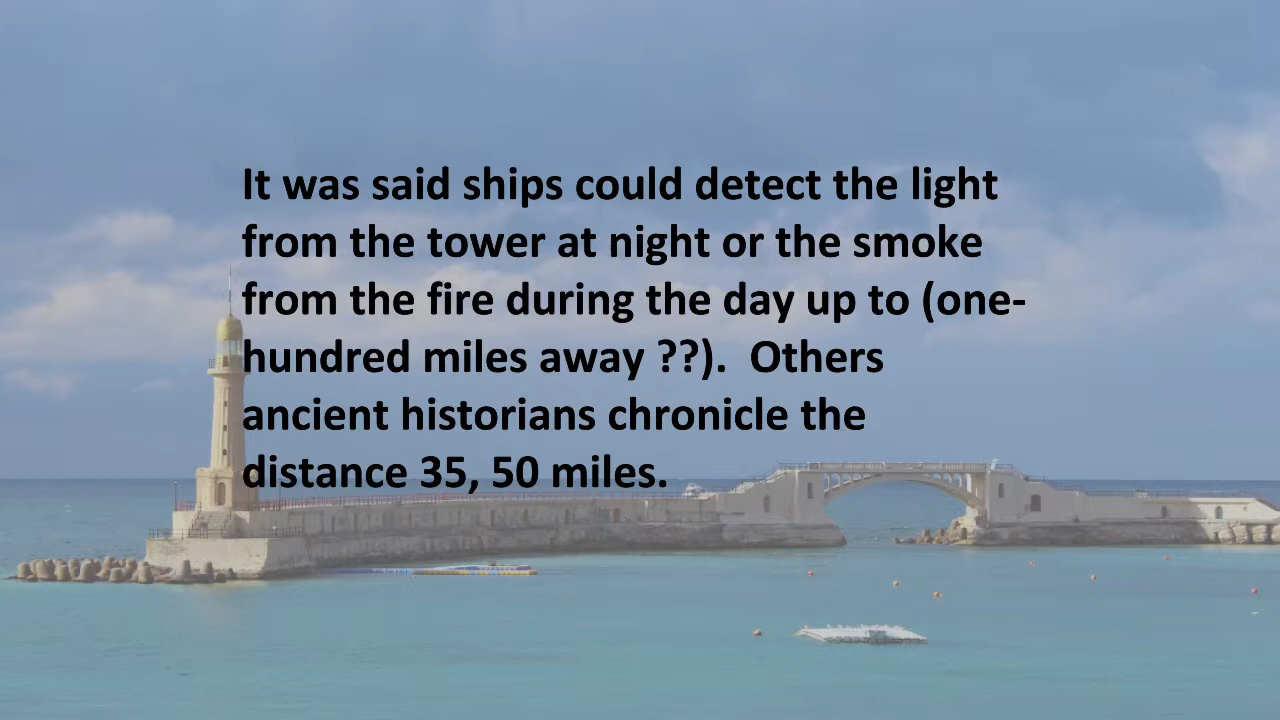 It was said ships could detect the light
from the tower at night or the smoke
from the fire during the day up to (one-
hundred miles away ??).  Others
ancient historians chronicle the
distance 35, 50 miles.